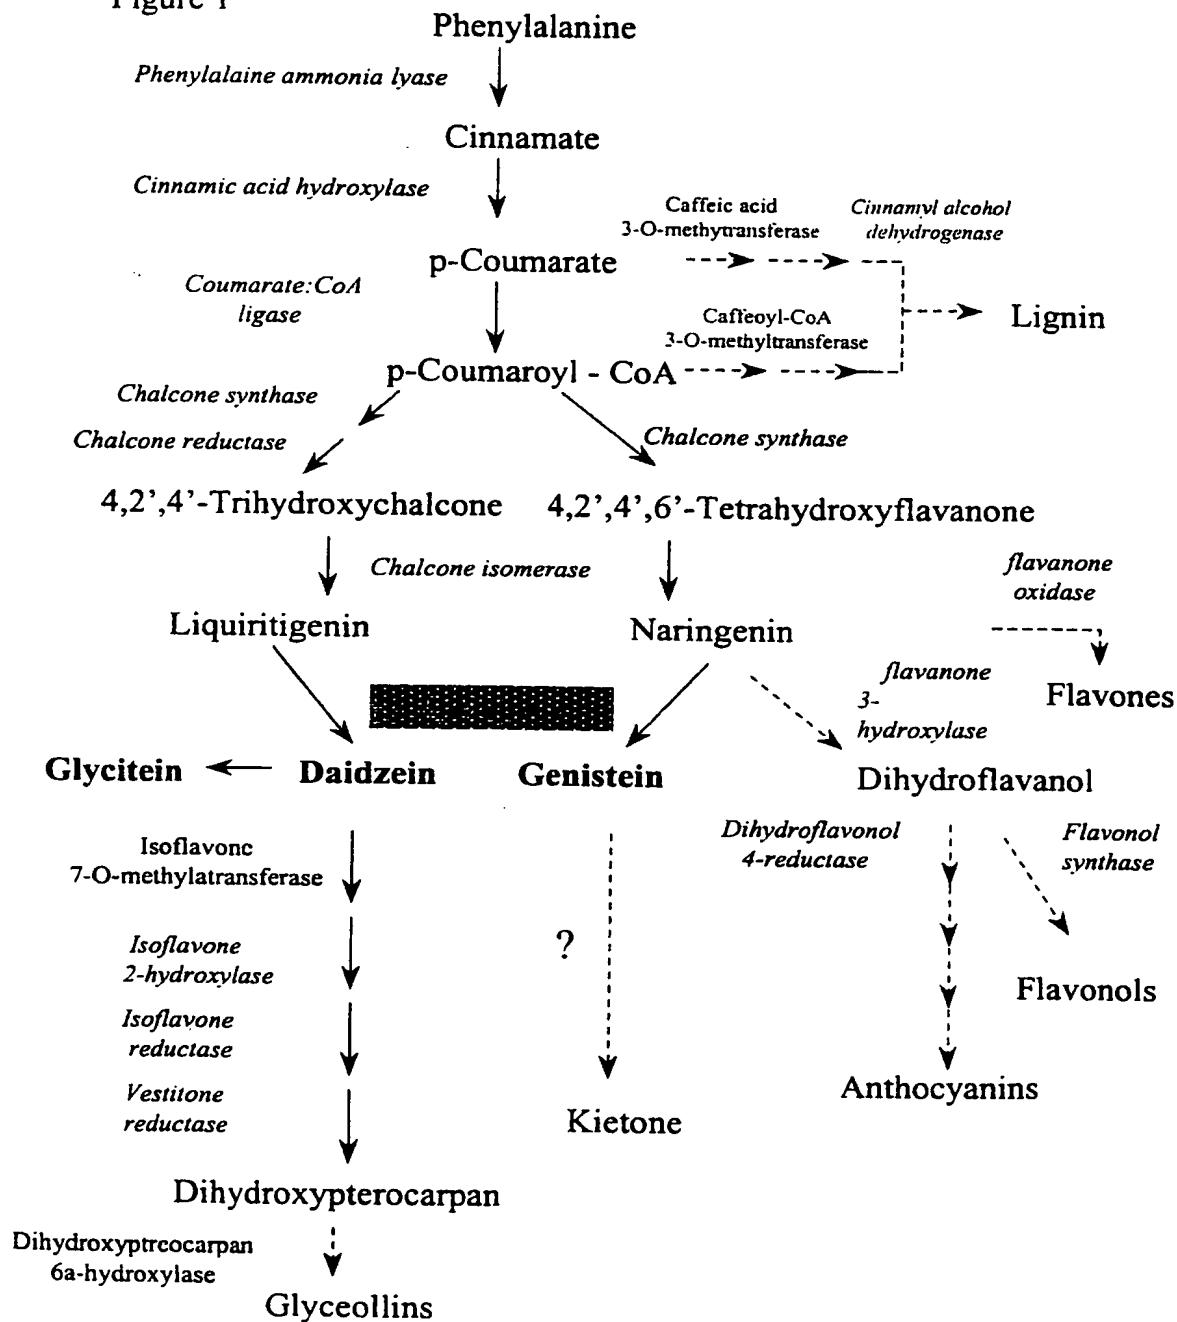 Figure 1
Phenylalanine
Phenylalaine ammonia lyase
Cinnamate
Cinnamic acid hydroxylase
Caffeic acid
3-O-methytransferase
Cinnamyl alcohol
dehydrogenase
p-Coumarate
Coumarate:CoA
ligase
Lignin
Caffeoyl-CoA
3-O-methyltransferase
p-Coumaroyl - CoA
Chalcone synthase
Chalcone reductase
Chalcone synthase
4,2',4'-Trihydroxychalcone
4,2',4',6'-Tetrahydroxyflavanone
Chalcone isomerase
flavanone
oxidase
Liquiritigenin
Naringenin
flavanone
3-
hydroxylase
Flavones
Glycitein
Daidzein
Genistein
Dihydroflavanol
Isoflavone
7-O-methylatransferase
Dihydroflavonol
4-reductase
Flavonol
synthase
?
Isoflavone
2-hydroxylase
Flavonols
Isoflavone
reductase
Vestitone
reductase
Kietone
Anthocyanins
Dihydroxypterocarpan
Dihydroxyptreocarpan
6a-hydroxylase
Glyceollins